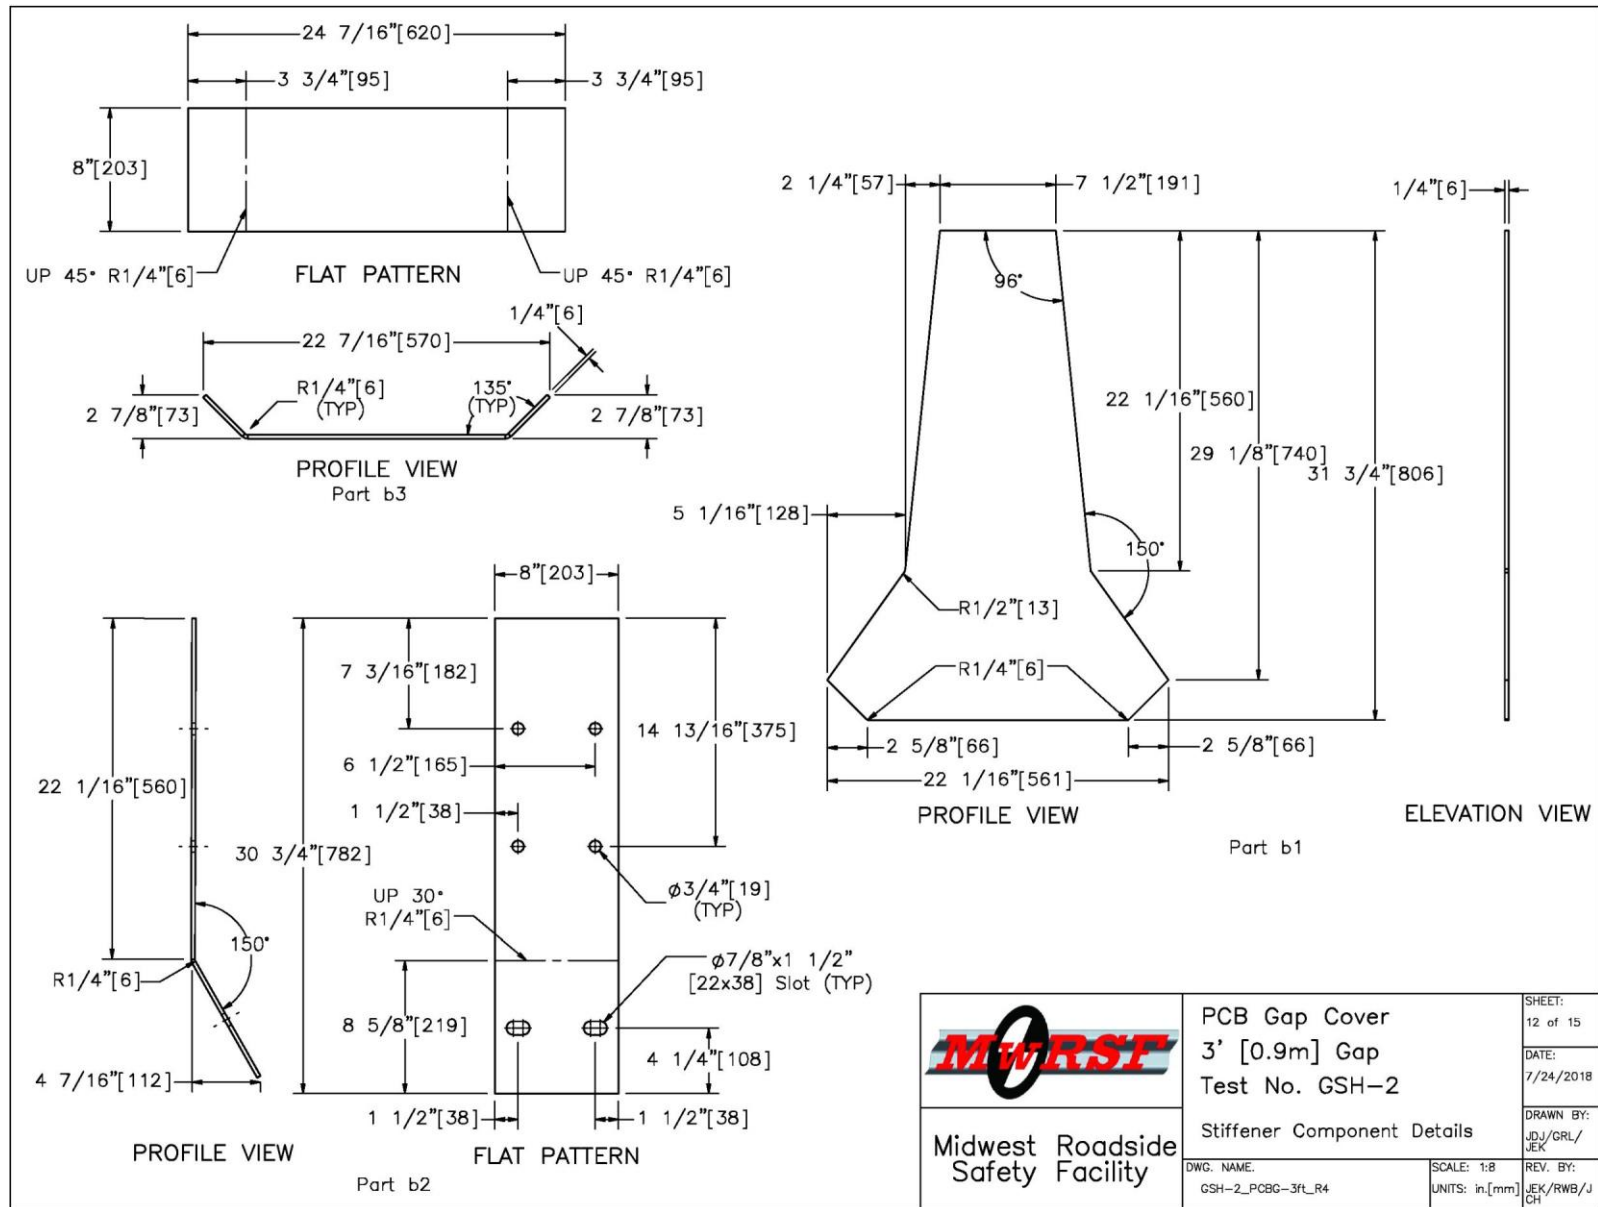 24 7/16"[620]
3 3/4"[95]
3 3/4"[95]
8"[203]
UP 45° R1/4"[6]
FLAT PATTERN
UP 45° R1/4"[6]
1/4"[6]
22 7/16"[570]
R1/4"[6]
(TYP)
135°
(TYP)
2 7/8"[73]
2 7/8"[73]
PROFILE VIEW
Part b3
2 1/4"[57]
7 1/2"[191]
1/4"[6]
96°
22 1/16"[560]
29 1/8"[740]
31 3/4"[806]
5 1/16"[128]
150°
R1/2"[13]
R1/4"[6]
2 5/8"[66]
2 5/8"[66]
22 1/16"[561]
PROFILE VIEW
ELEVATION VIEW
Part b1
8"[203]
7 3/16"[182]
14 13/16"[375]
6 1/2"[165]
22 1/16"[560]
1 1/2"[38]
30 3/4"[782]
ø3/4"[19]
(TYP)
UP 30°
R1/4"[6]
150°
R1/4"[6]
ø7/8"x1 1/2"
[22x38] Slot (TYP)
8 5/8"[219]
4 1/4"[108]
4 7/16"[112]
1 1/2"[38]
1 1/2"[38]
PROFILE VIEW
FLAT PATTERN
Part b2
MwRSF
Midwest Roadside
Safety Facility
PCB Gap Cover
3' [0.9m] Gap
Test No. GSH-2
Stiffener Component Details
SHEET:
12 of 15
DATE:
7/24/2018
DRAWN BY:
JDJ/GRL/
JEK
DWG. NAME.
GSH-2_PCBG-3ft_R4
SCALE: 1:8
UNITS: in.[mm]
REV. BY:
JEK/RWB/J
CH